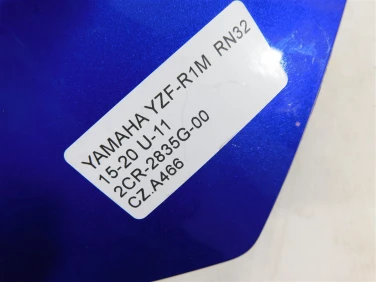 YAMAHA YZF-R1M RN32
15-20 U-11
2CR-2835G-00
CZ.A466